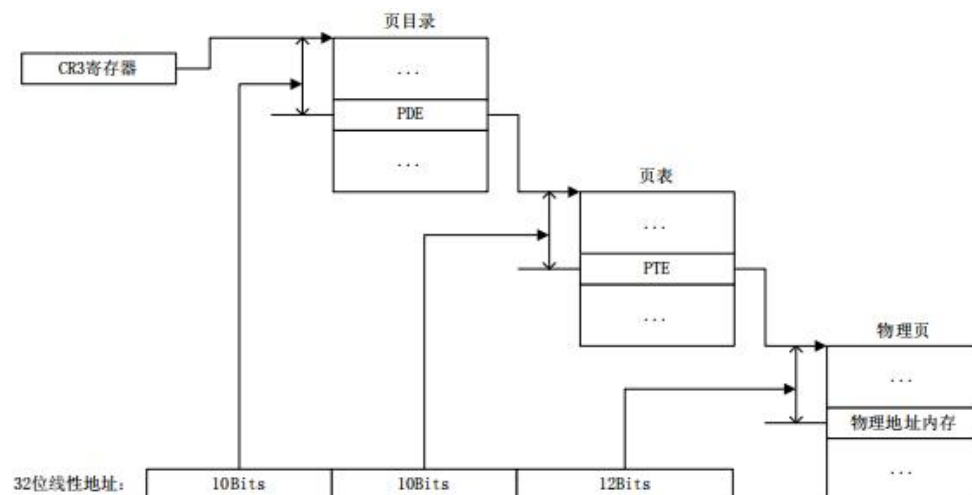 页目录
CR3寄存器
...
PDE
...
页表
...
PTE
...
物理页
...
物理地址内存
...
32位线性地址： 10Bits 10Bits 12Bits